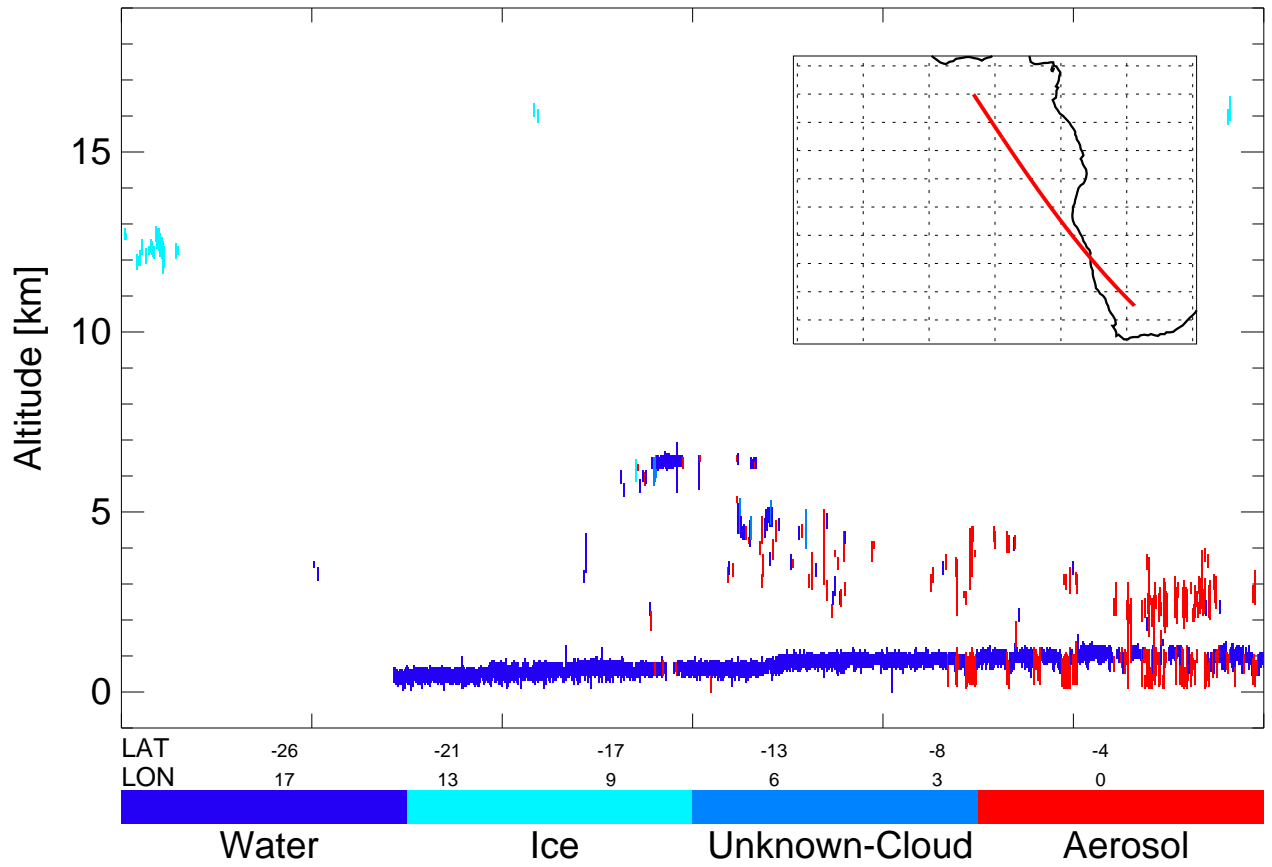 15
10
5
0
Altitude [km]
LAT -26 -21 -17 -13 -8 -4
LON 17 13 9 6 3 0
Water Ice Unknown-Cloud Aerosol